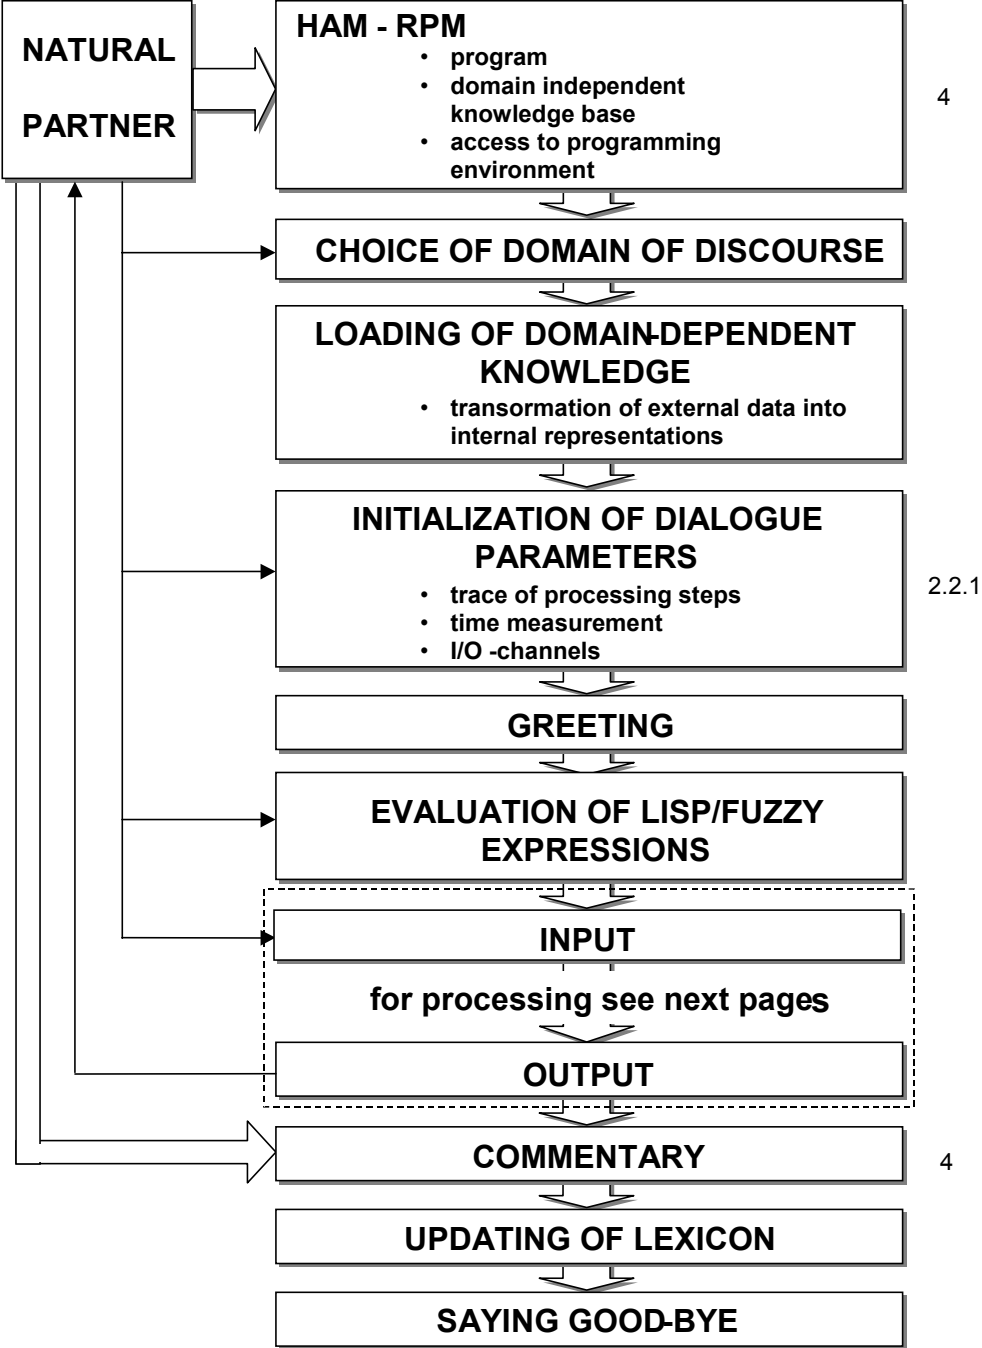 NATURAL
PARTNER
HAM - RPM
• program
• domain independent
knowledge base
• access to programming
environment
4
CHOICE OF DOMAIN OF DISCOURSE
LOADING OF DOMAIN-DEPENDENT
KNOWLEDGE
• transormation of external data into
internal representations
INITIALIZATION OF DIALOGUE
PARAMETERS
• trace of processing steps
• time measurement
• I/O -channels
2.2.1
GREETING
EVALUATION OF LISP/FUZZY
EXPRESSIONS
INPUT
for processing see next pages
OUTPUT
COMMENTARY
4
UPDATING OF LEXICON
SAYING GOOD-BYE